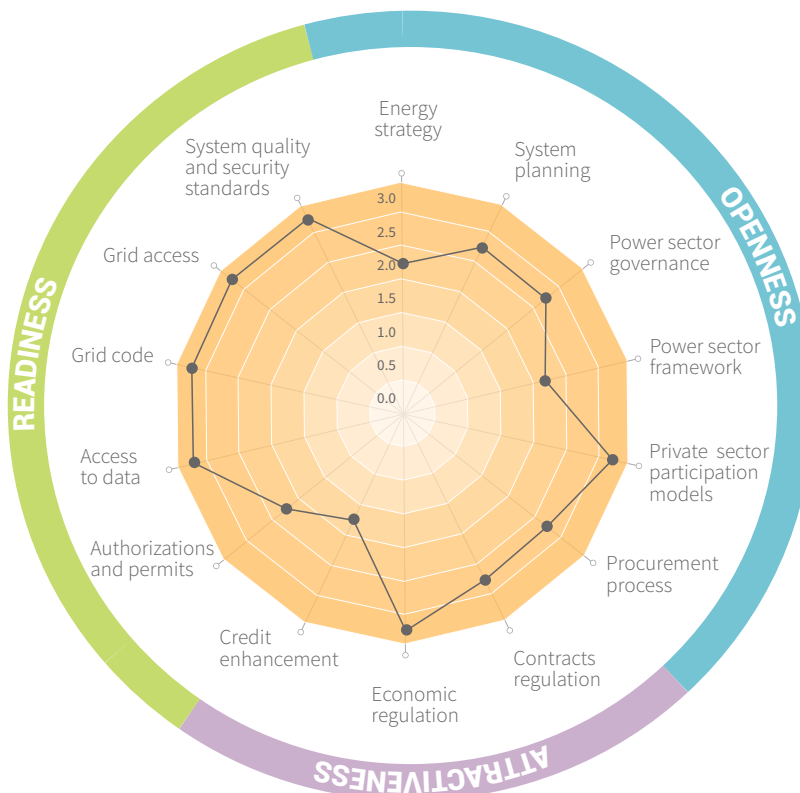 OPENNESS
READINESS
ATTRACTIVENESS
Energy
strategy
System
planning
Power sector
governance
Power sector
framework
Private sector
participation
models
Procurement
process
Contracts
regulation
Economic
regulation
Credit
enhancement
Authorizations
and permits
Access
to data
Grid code
Grid access
System quality
and security
standards
3.0
2.5
2.0
1.5
1.0
0.5
0.0